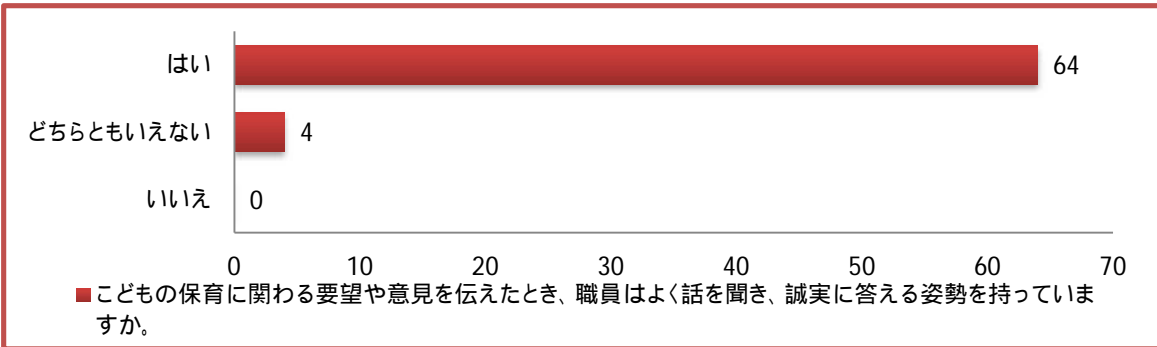 はい 64
どちらともいえない 4
いいえ 0
0 10 20 30 40 50 60 70
こどもの保育に関わる要望や意見を伝えたとき、職員はよく話を聞き、誠実に答える姿勢を持っていま
すか。